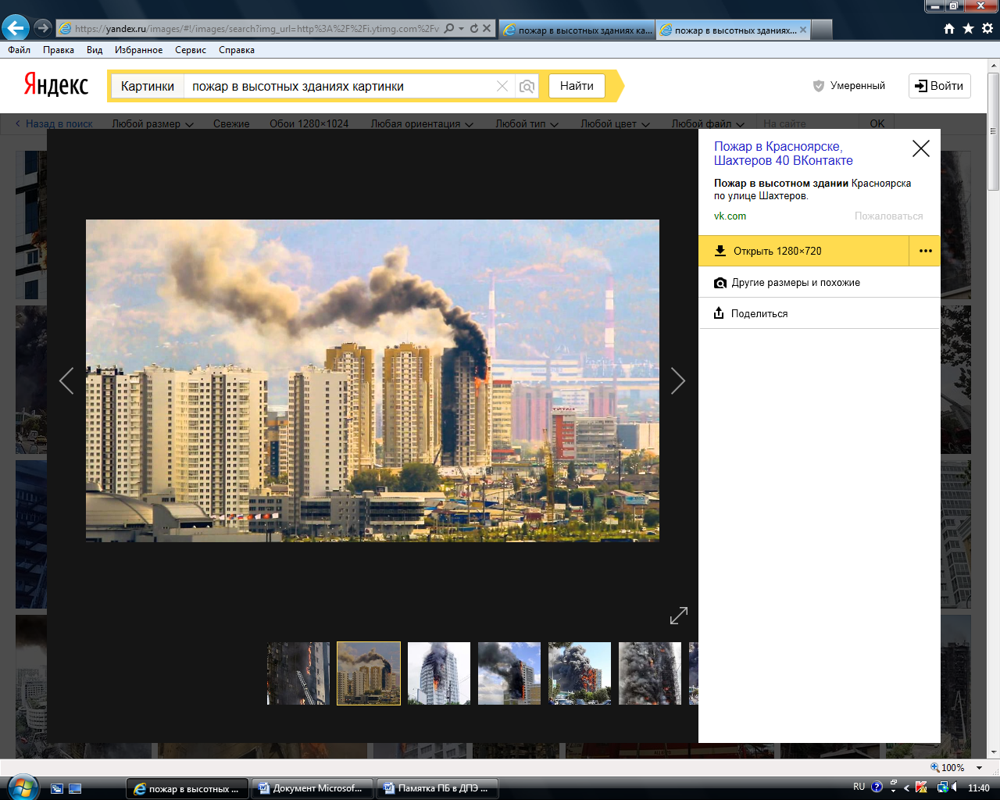 https://yandex.ru/images/#!/images/search?img_url=http%3A%2F%2Fi.ytimg.com%2Fv
пожар в высотных зданиях ка...
пожар в высотных зданиях...
Файл Правка Вид Избранное Сервис Справка
Яндекс
Картинки
пожар в высотных зданиях картинки
Найти
Умеренный
Войти
Назад в поиск Любой размер Свежие Обои 1280×1024 Любая ориентация Любой тип Любой цвет Любой файл На сайте OK
Пожар в Красноярске,
Шахтеров 40 ВКонтакте
Пожар в высотном здании Красноярска
по улице Шахтеров.
vk.com Пожаловаться
Открыть 1280×720
Другие размеры и похожие
Поделиться
ТИТАН
100%
пожар в высотных ...
Документ Microsof...
Памятка ПБ в ДПЭ ...
RU
11:40